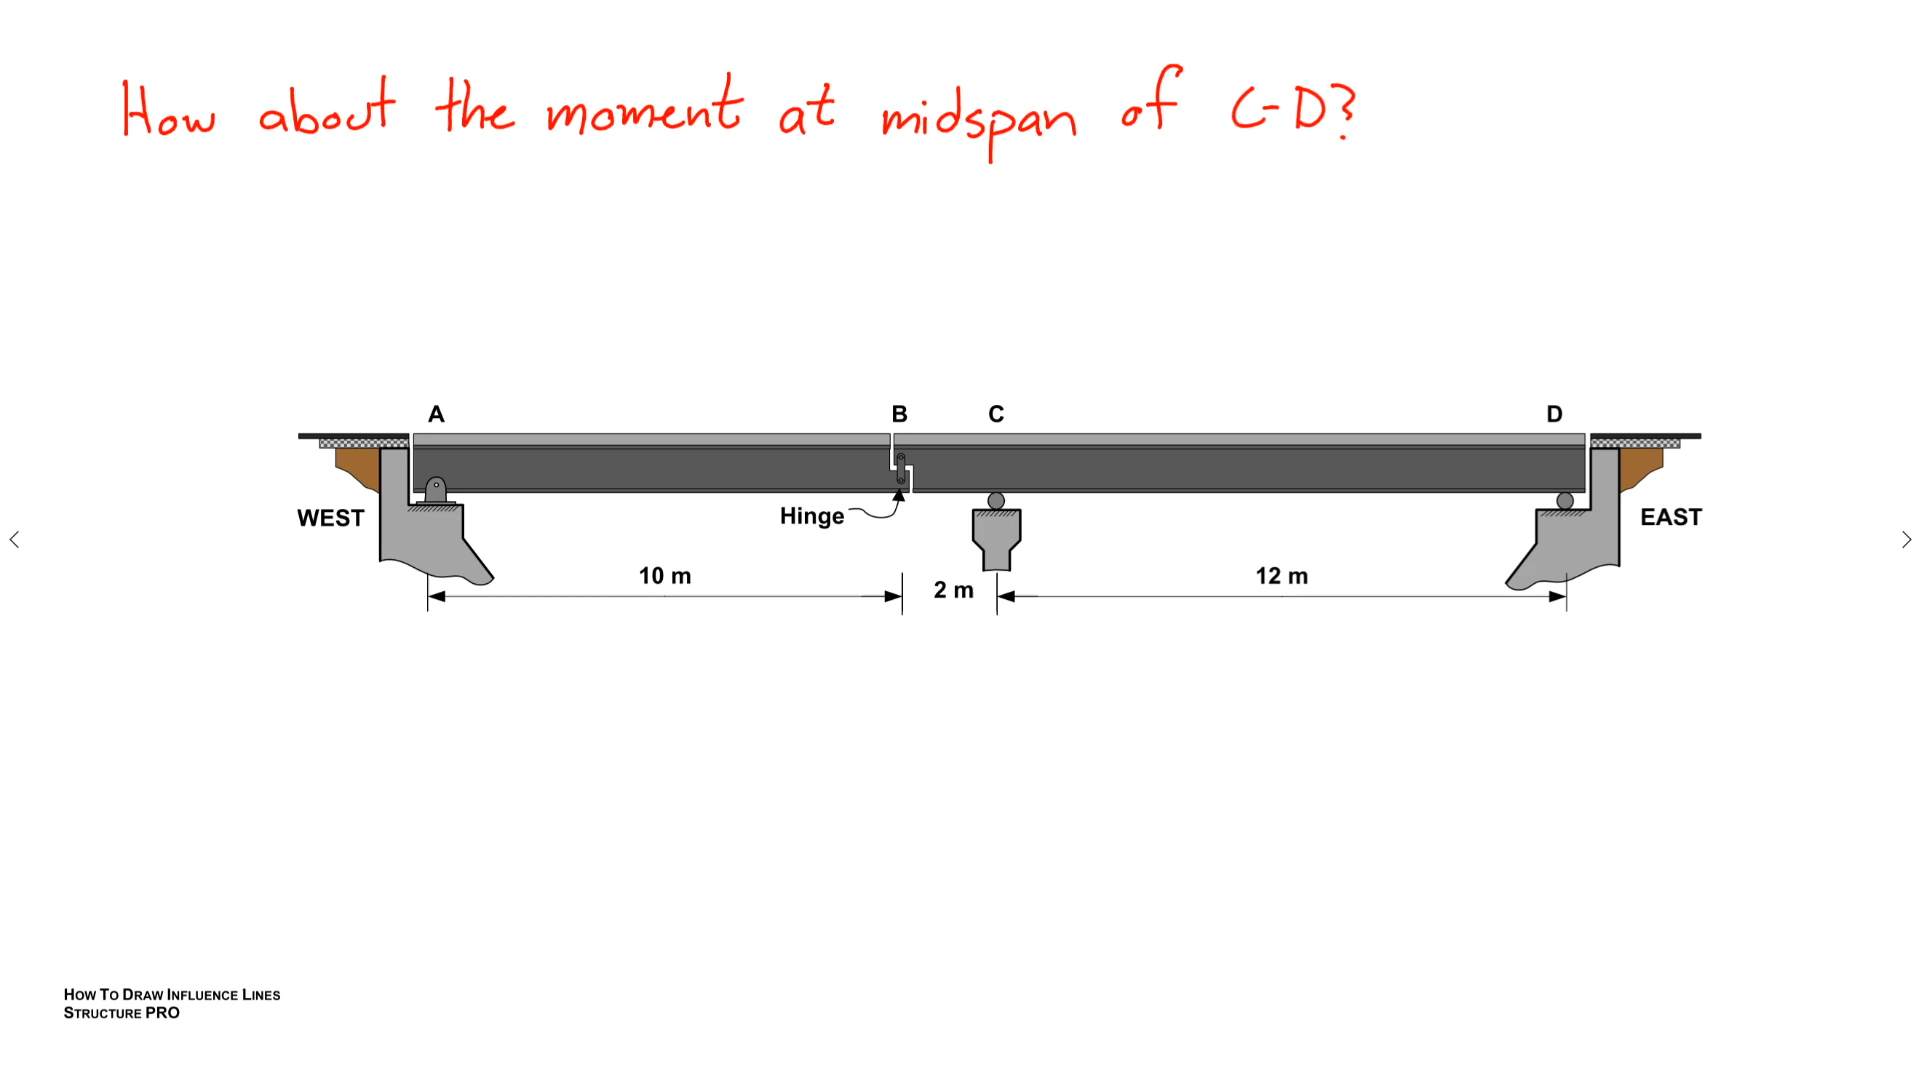 How about the moment at midspan of C-D?
A B C D
WEST Hinge EAST
10 m 2 m 12 m
HOW TO DRAW INFLUENCE LINES
STRUCTURE PRO